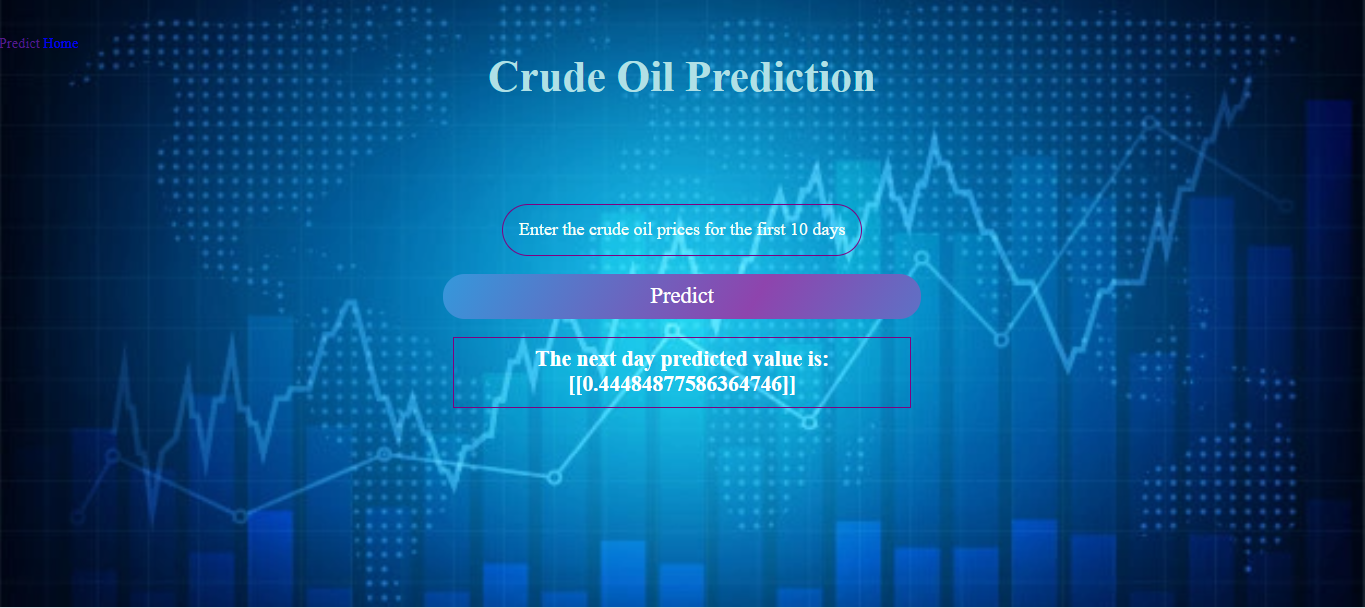 Predict Home
Crude Oil Prediction
Enter the crude oil prices for the first 10 days
Predict
The next day predicted value is:
[[0.44484877586364746]]